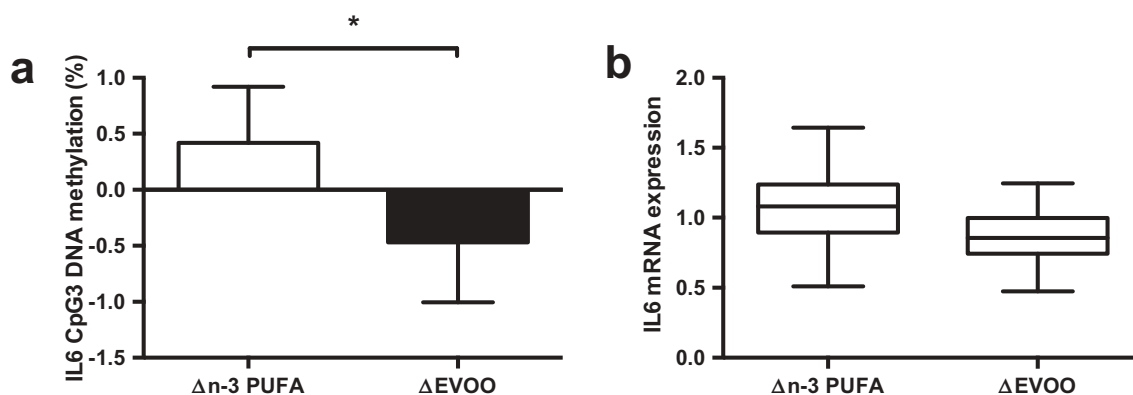 *
a
b
IL6 CpG3 DNA methylation (%)
1.0
0.5
0.0
-0.5
-1.0
-1.5
Δn-3 PUFA
ΔEVOO
IL6 mRNA expression
2.0
1.5
1.0
0.5
0.0
Δn-3 PUFA
ΔEVOO